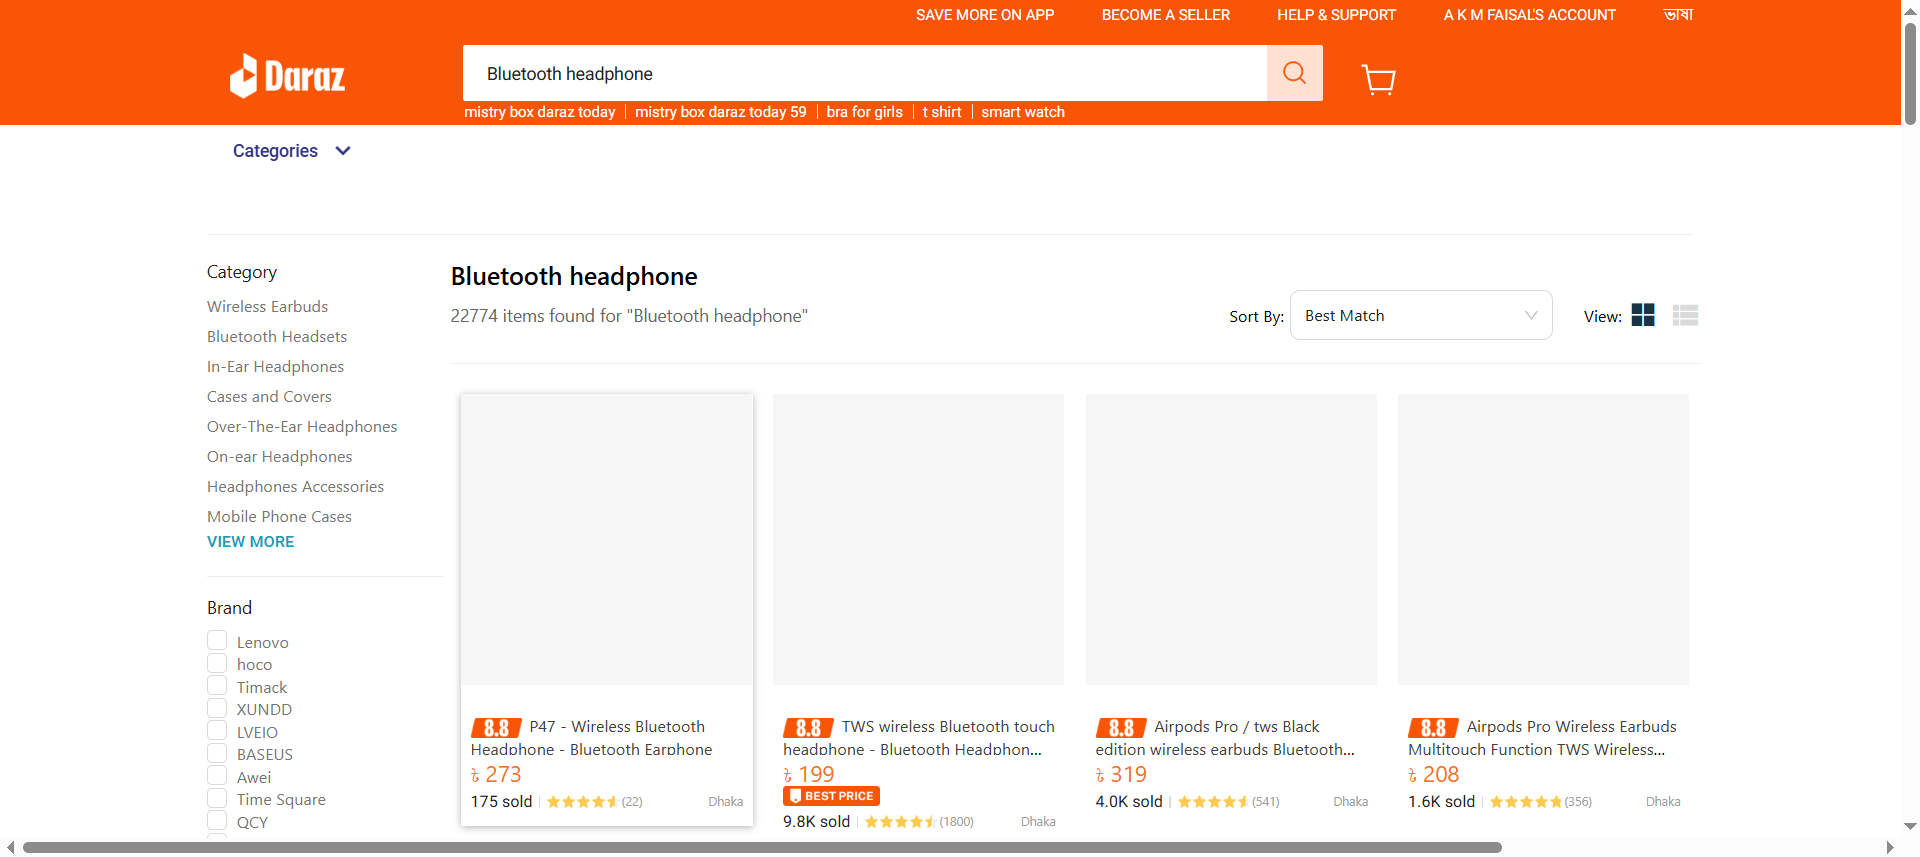 SAVE MORE ON APP BECOME A SELLER HELP & SUPPORT A K M FAISAL'S ACCOUNT ভাষা
Daraz
Bluetooth headphone
mistry box daraz today mistry box daraz today 59 bra for girls t shirt smart watch
Categories
Category
Wireless Earbuds
Bluetooth Headsets
In-Ear Headphones
Cases and Covers
Over-The-Ear Headphones
On-ear Headphones
Headphones Accessories
Mobile Phone Cases
VIEW MORE
Brand
Lenovo
hoco
Timack
XUNDD
LVEIO
BASEUS
Awei
Time Square
QCY
Bluetooth headphone
22774 items found for "Bluetooth headphone"
Sort By: Best Match View:
8.8 P47 - Wireless Bluetooth
Headphone - Bluetooth Earphone
৳ 273
175 sold (22) Dhaka
8.8 TWS wireless Bluetooth touch
headphone - Bluetooth Headphon...
৳ 199
BEST PRICE
9.8K sold (1800) Dhaka
8.8 Airpods Pro / tws Black
edition wireless earbuds Bluetooth...
৳ 319
4.0K sold (541) Dhaka
8.8 Airpods Pro Wireless Earbuds
Multitouch Function TWS Wireless...
৳ 208
1.6K sold (356) Dhaka